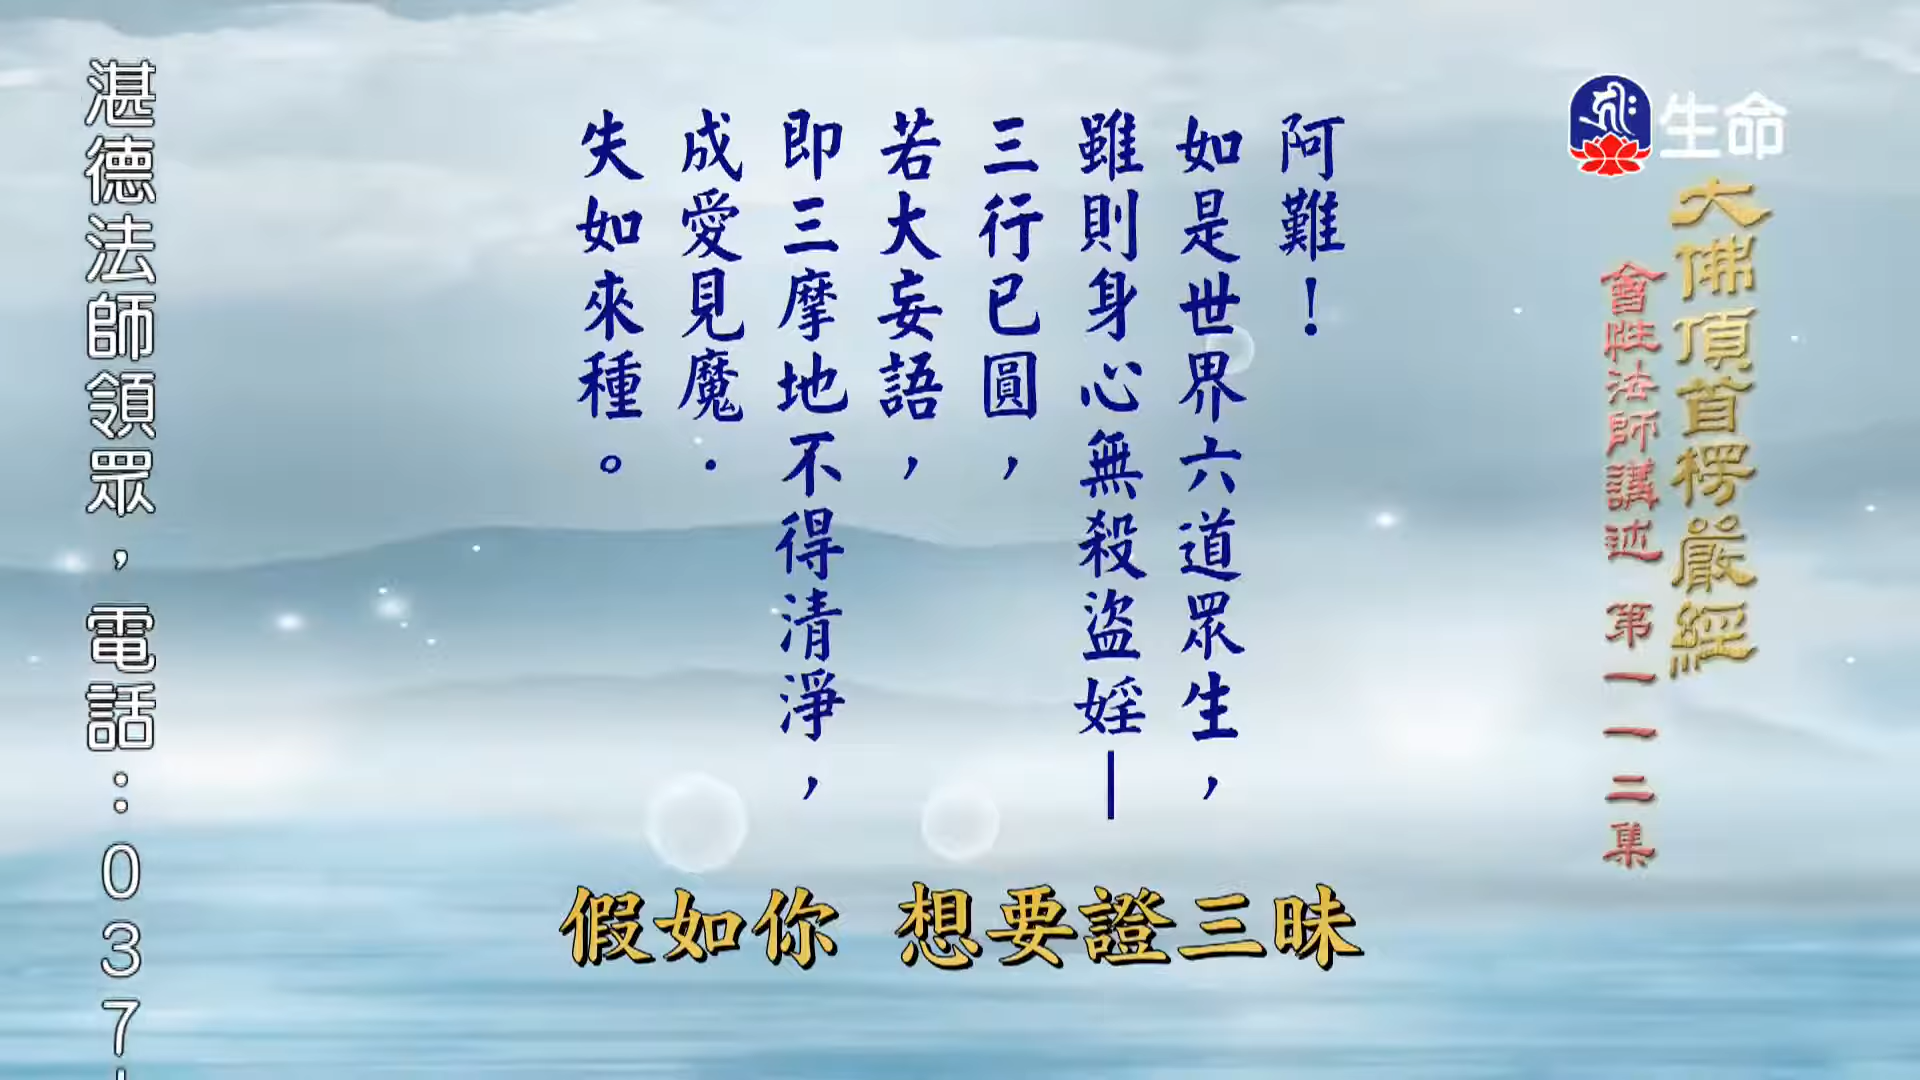 生命
大佛頂首楞嚴經
會性法師講述 第一一二集
阿難！
如是世界六道眾生，
雖則身心無殺盜婬—
三行已圓，
若大妄語，
即三摩地不得清淨，
成愛見魔．
失如來種。
湛德法師領眾，電話：037
假如你 想要證三昧